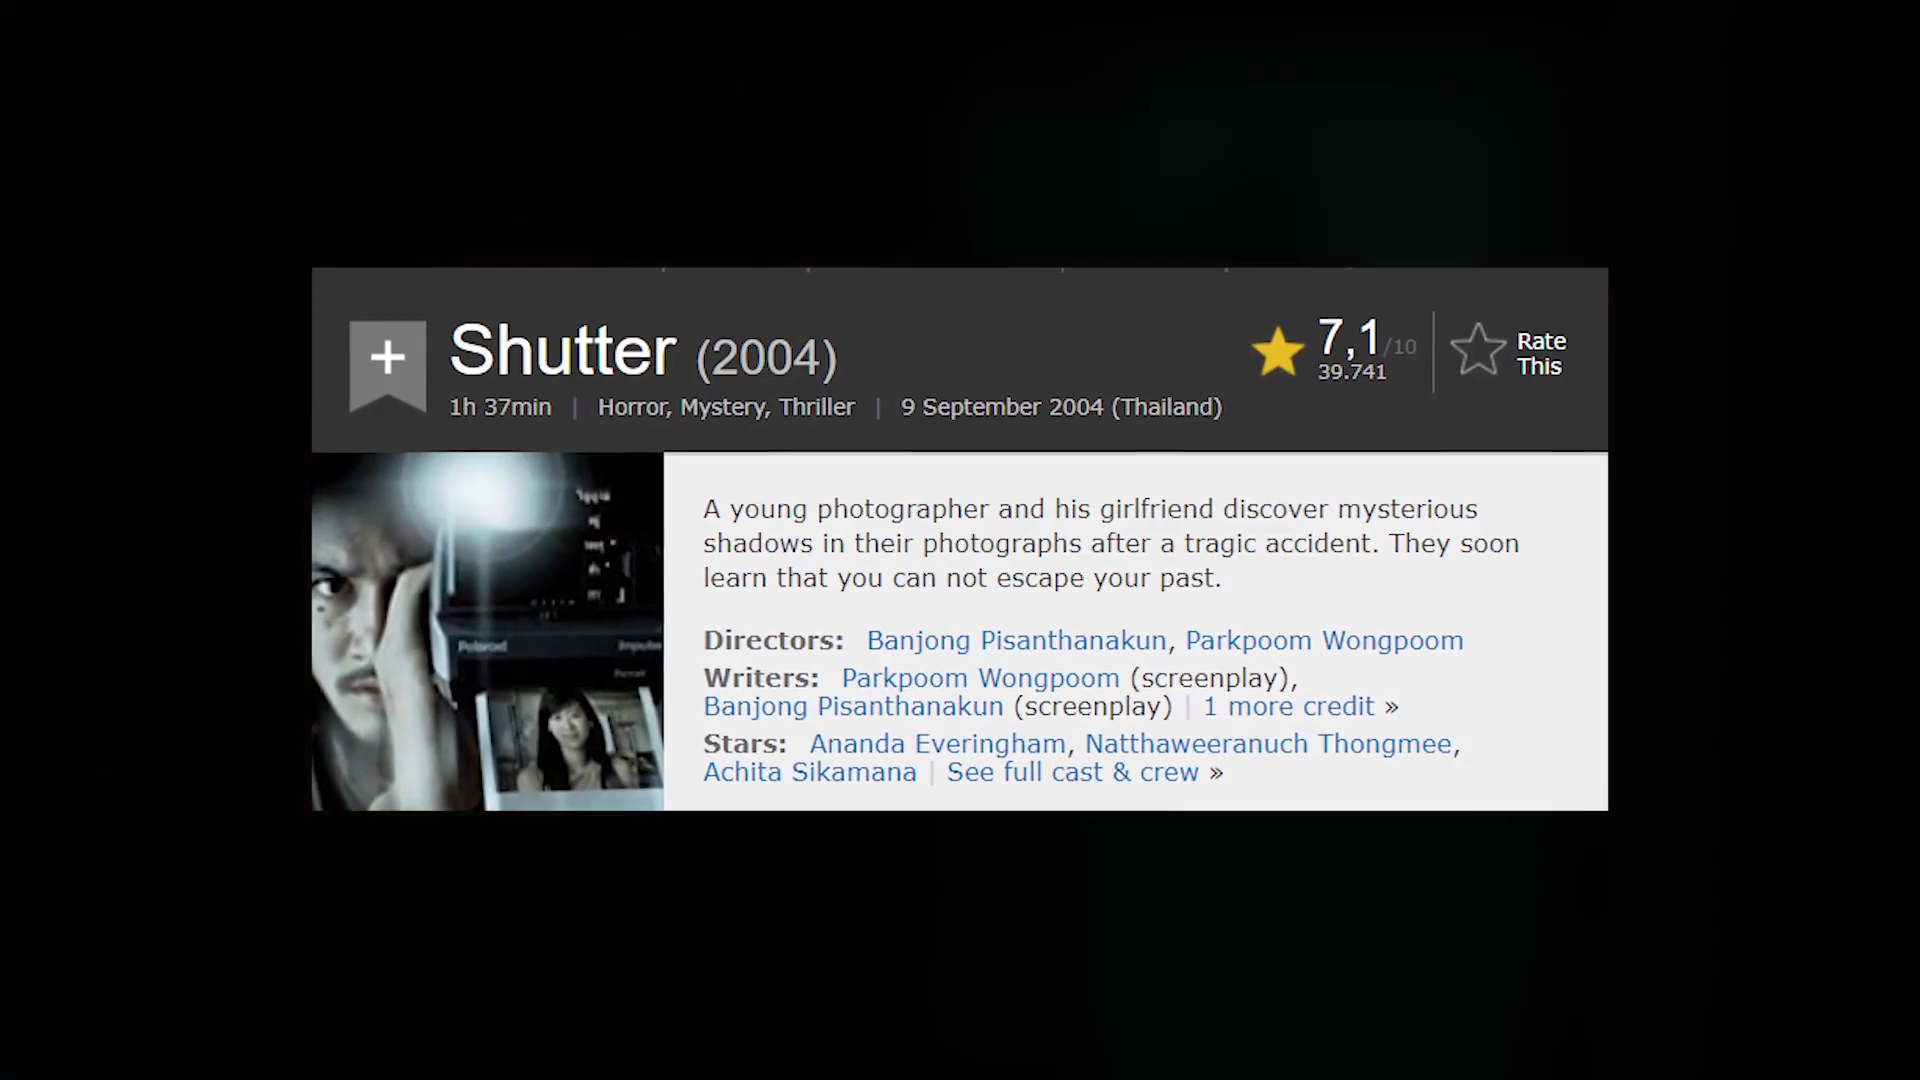 Shutter (2004)
7,1/10
39.741
Rate
This
1h 37min | Horror, Mystery, Thriller | 9 September 2004 (Thailand)
A young photographer and his girlfriend discover mysterious
shadows in their photographs after a tragic accident. They soon
learn that you can not escape your past.
Directors: Banjong Pisanthanakun, Parkpoom Wongpoom
Writers: Parkpoom Wongpoom (screenplay),
Banjong Pisanthanakun (screenplay) | 1 more credit »
Stars: Ananda Everingham, Natthaweeranuch Thongmee,
Achita Sikamana | See full cast & crew »
Polaroid
Impulse